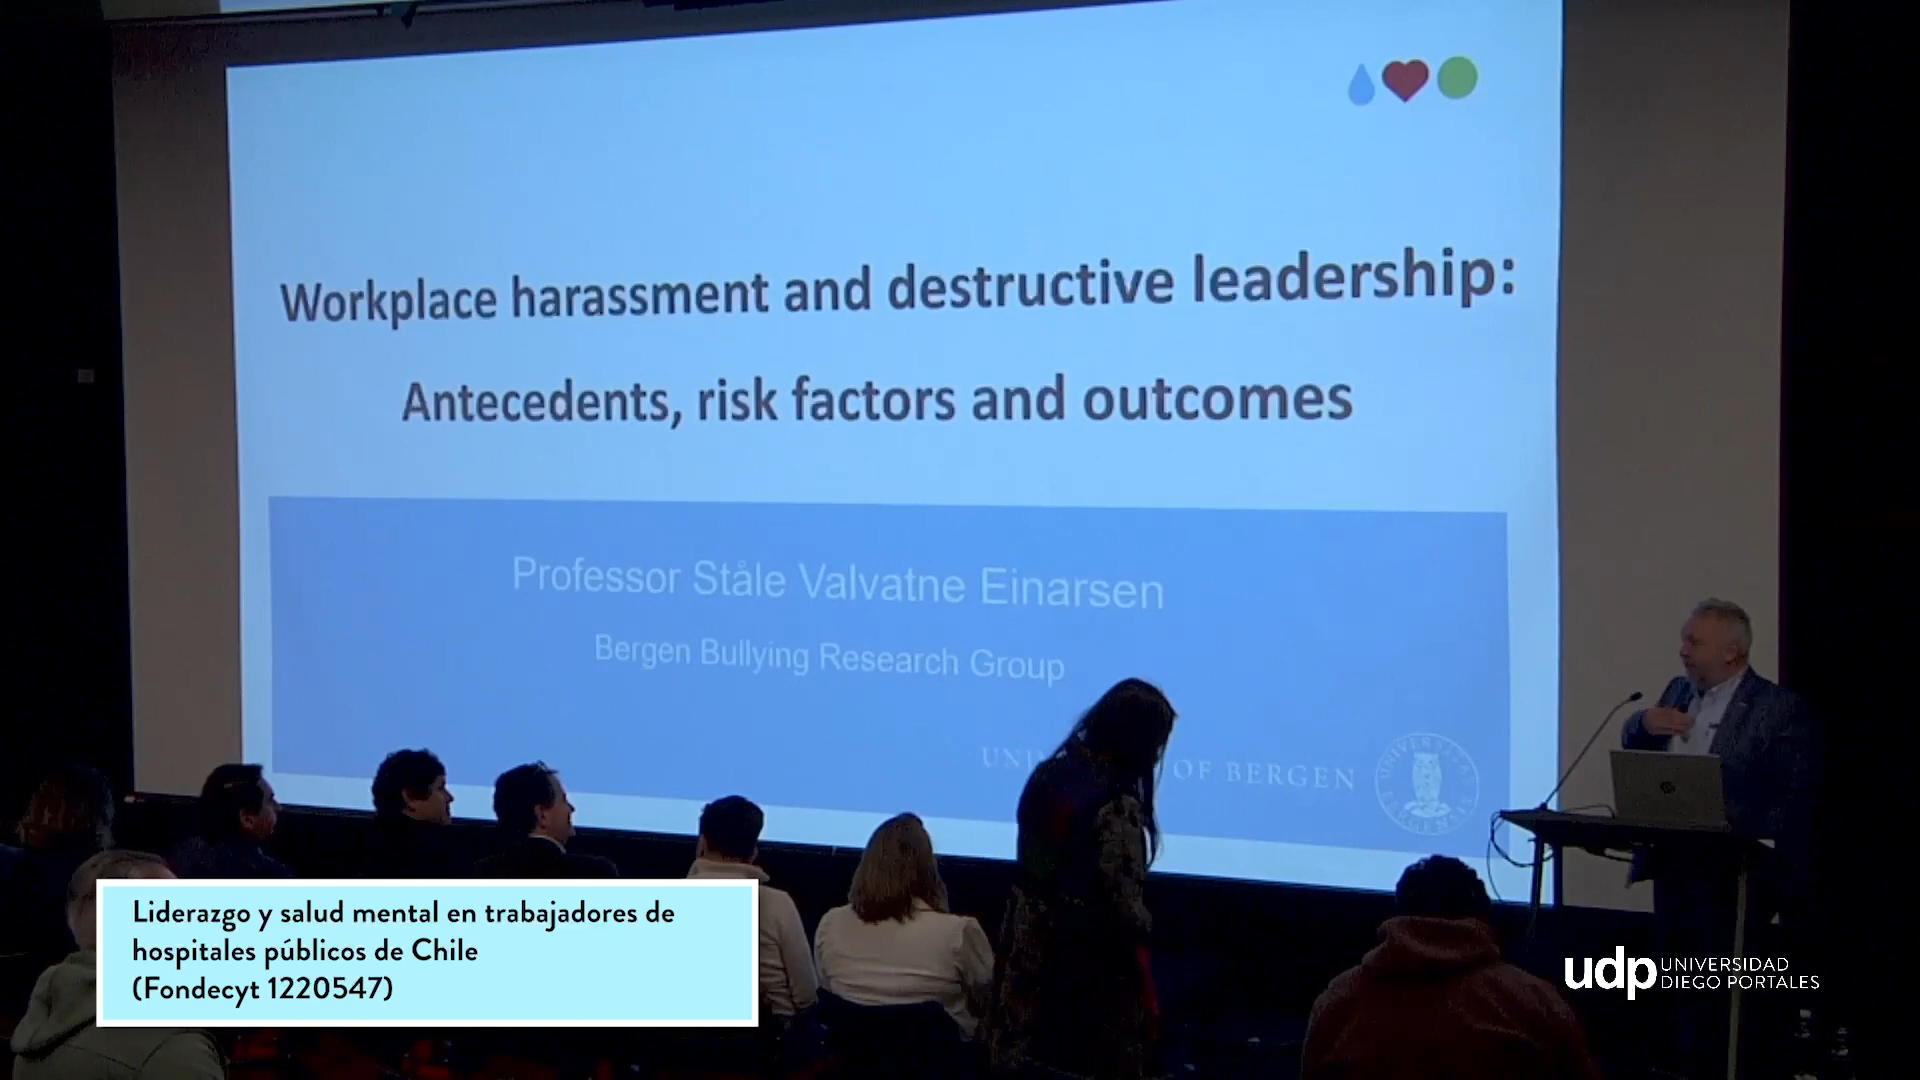 Workplace harassment and destructive leadership:
Antecedents, risk factors and outcomes
Professor Ståle Valvatne Einarsen
Bergen Bullying Research Group
OF BERGEN
Liderazgo y salud mental en trabajadores de
hospitales públicos de Chile
(Fondecyt 1220547)
udp UNIVERSIDAD
DIEGO PORTALES